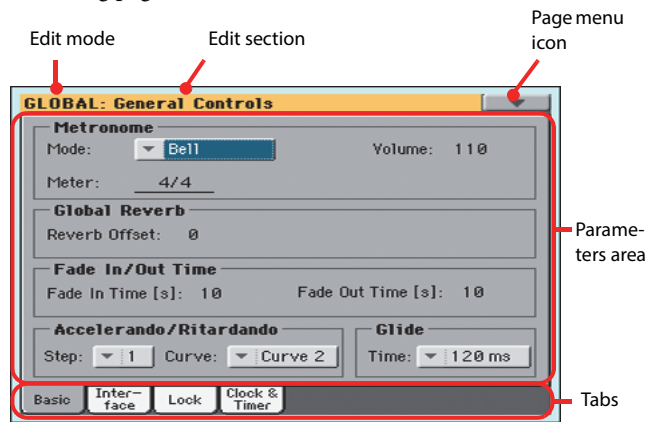 Page menu
icon
Edit mode
Edit section
GLOBAL: General Controls
Metronome
Mode: Bell Volume: 110
Meter: 4/4
Global Reverb
Reverb Offset: 0
Parame-
ters area
Fade In/Out Time
Fade In Time [s]: 10 Fade Out Time [s]: 10
Accelerando/Ritardando Glide
Step: 1 Curve: Curve 2 Time: 120 ms
Basic Inter-
face Lock Clock &
Timer
Tabs